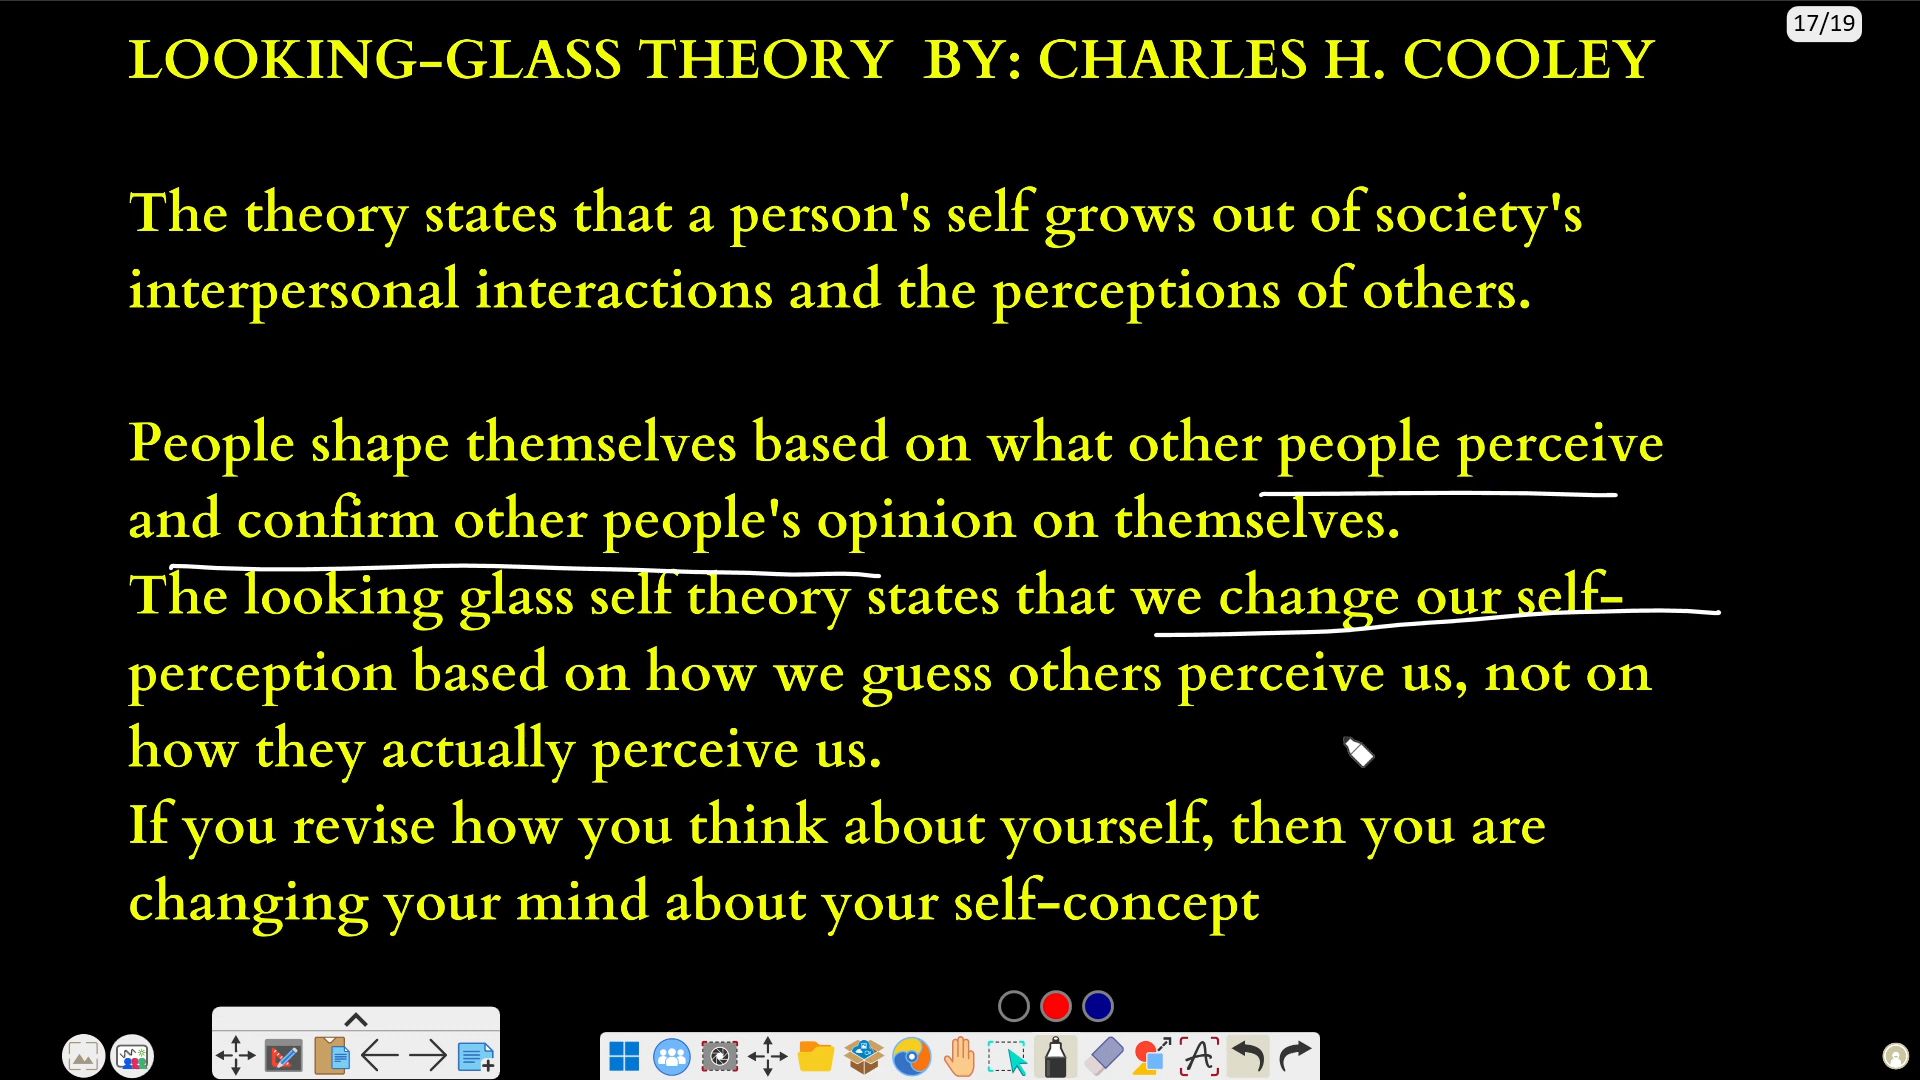 17/19
LOOKING-GLASS THEORY BY: CHARLES H. COOLEY
The theory states that a person's self grows out of society's
interpersonal interactions and the perceptions of others.
People shape themselves based on what other people perceive
and confirm other people's opinion on themselves.
The looking glass self theory states that we change our self-
perception based on how we guess others perceive us, not on
how they actually perceive us.
If you revise how you think about yourself, then you are
changing your mind about your self-concept